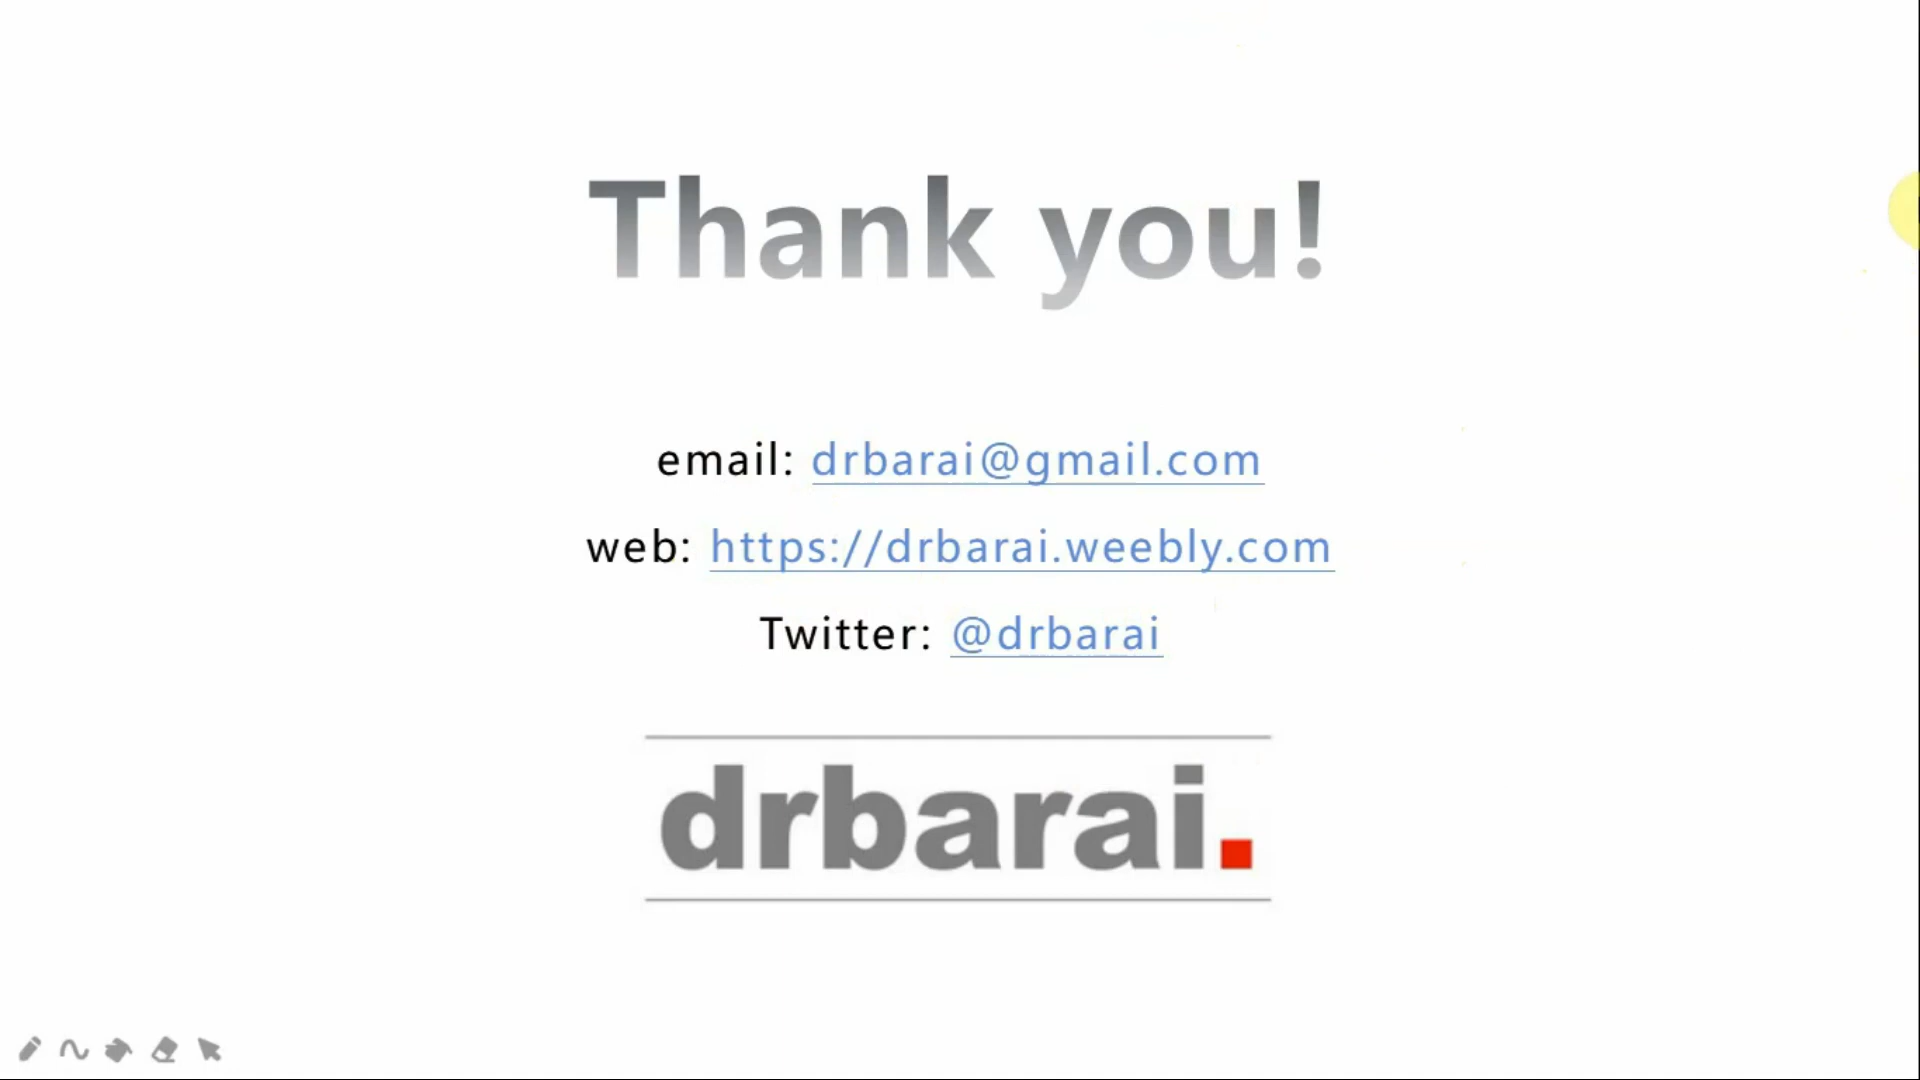 Thank you!
email: drbarai@gmail.com
web: https://drbarai.weebly.com
Twitter: @drbarai
drbarai.